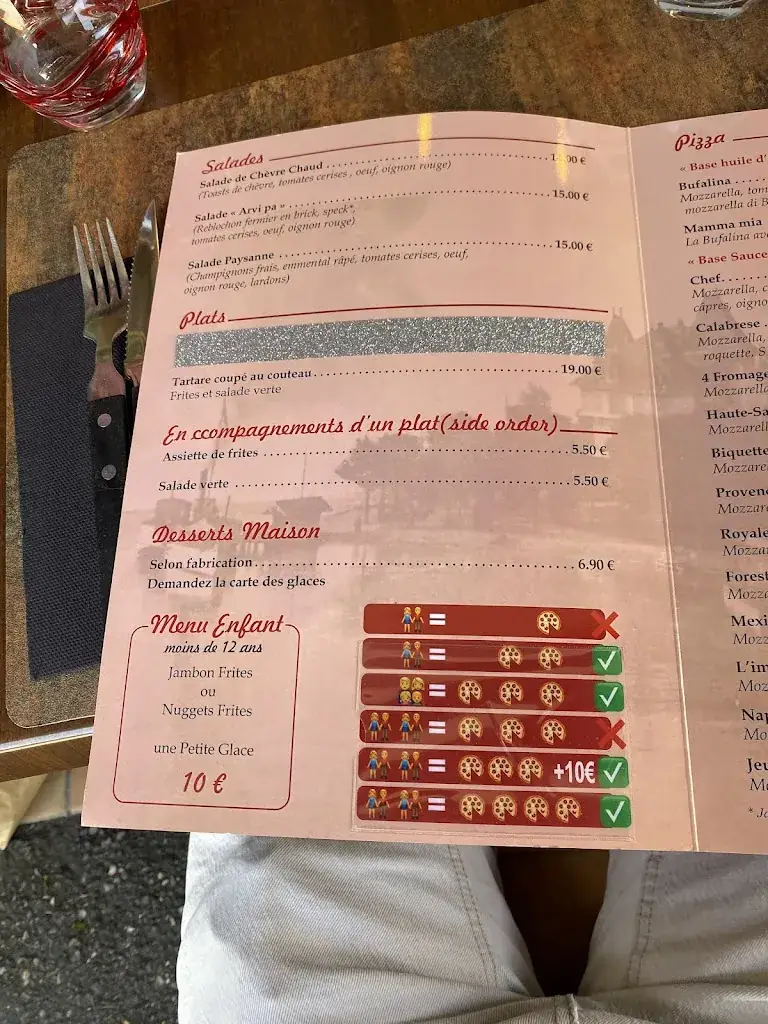 Salades
Salade de Chèvre Chaud
(Toasts de chèvre, tomates cerises , oeuf, oignon rouge)
Salade « Arvi pa » 15.00 €
(Reblochon fermier en brick, speck*,
tomates cerises, oeuf, oignon rouge)
Salade Paysanne 15.00 €
(Champignons frais, emmental râpé, tomates cerises, oeuf,
oignon rouge, lardons)
Plats
Tartare coupé au couteau 19.00 €
Frites et salade verte
En ccompagnements d'un plat(side order)
Assiette de frites 5.50 €
Salade verte 5.50 €
Desserts Maison
Selon fabrication 6.90 €
Demandez la carte des glaces
Menu Enfant
moins de 12 ans
Jambon Frites
ou
Nuggets Frites
une Petite Glace
10 €
=
=
=
=
= +10€
=
Pizza
« Base huile d'
Bufalina
Mozzarella, tom
mozzarella di B
Mamma mia
La Bufalina av
« Base Sauce
Chef
Mozzarella, c
câpres, oigno
Calabrese
Mozzarella,
roquette, S
4 Fromage
Mozzarell
Haute-Sa
Mozzarell
Biquette
Mozzarel
Proven
Mozzar
Royale
Mozza
Forest
Mozz
Mexi
Moz
L'im
Moz
Nap
Mo
Jeu
M
* Ja